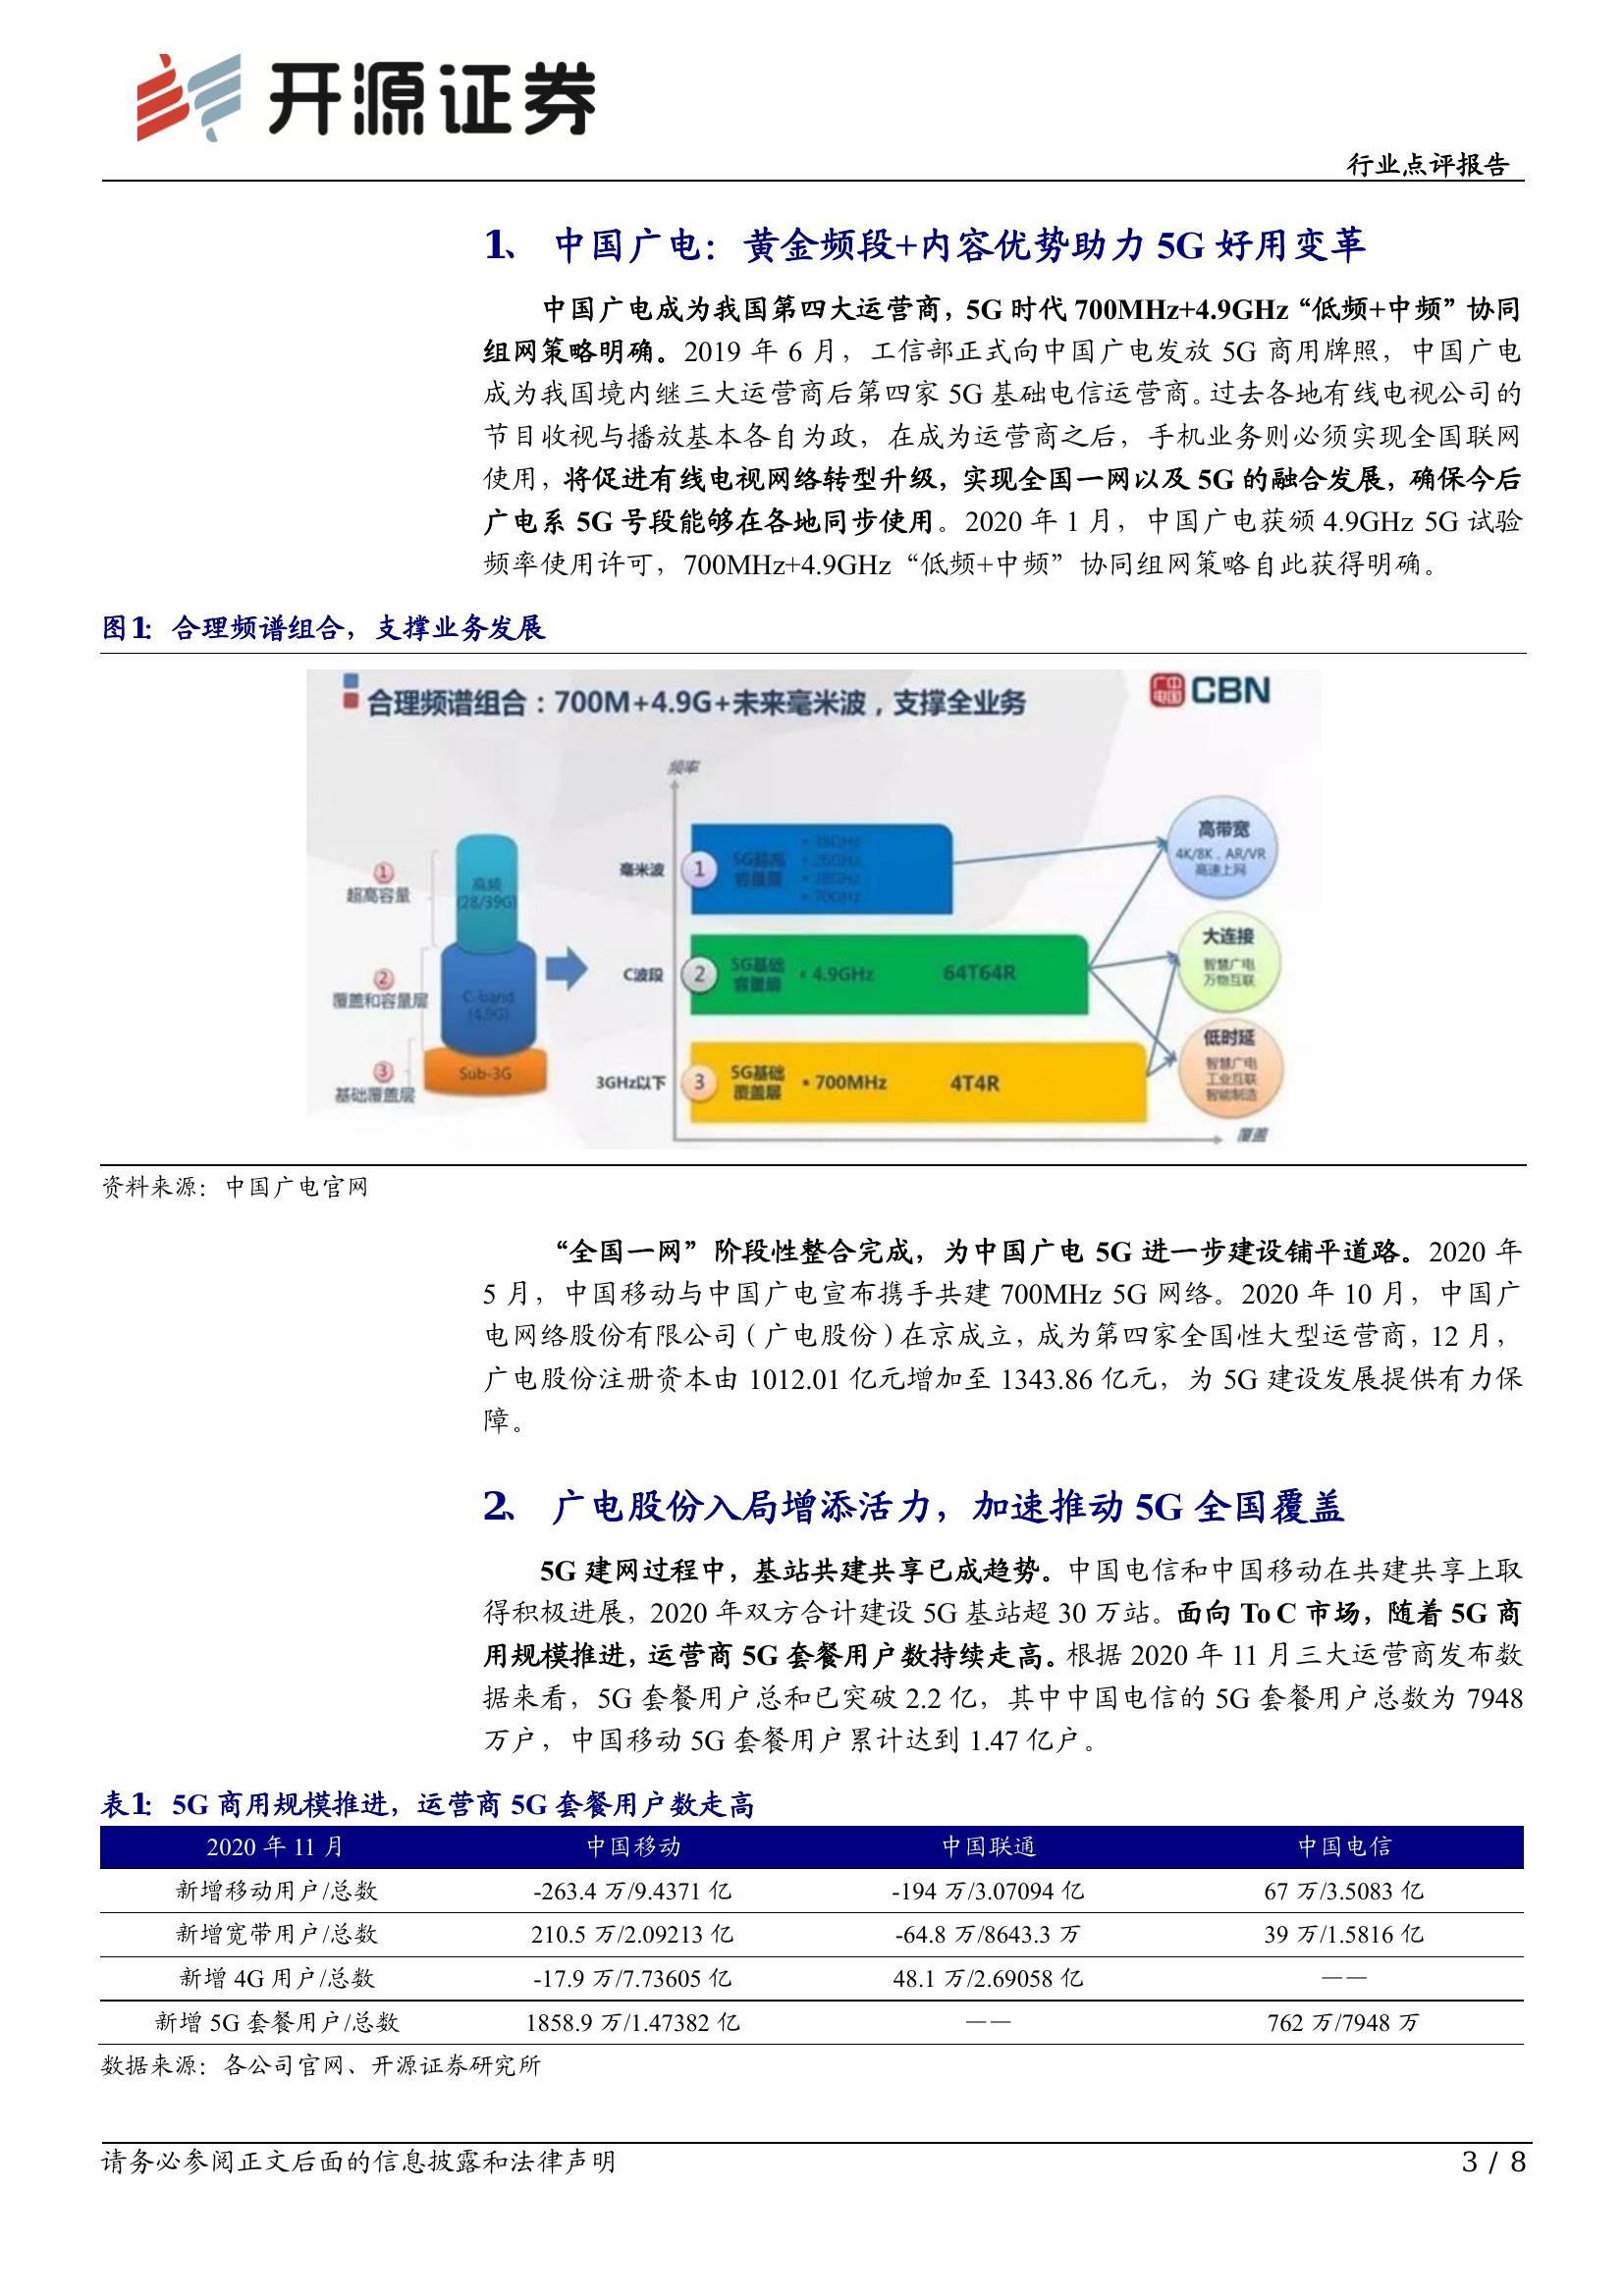 开源证券
行业点评报告
1、 中国广电：黄金频段+内容优势助力 5G 好用变革
中国广电成为我国第四大运营商，5G 时代 700MHz+4.9GHz “低频+中频” 协同
组网策略明确。2019 年 6 月，工信部正式向中国广电发放 5G 商用牌照，中国广电
成为我国境内继三大运营商后第四家 5G 基础电信运营商。过去各地有线电视公司的
节目收视与播放基本各自为政，在成为运营商之后，手机业务则必须实现全国联网
使用，将促进有线电视网络转型升级，实现全国一网以及 5G 的融合发展，确保今后
广电系 5G 号段能够在各地同步使用。2020 年 1 月，中国广电获颁 4.9GHz 5G 试验
频率使用许可，700MHz+4.9GHz “低频+中频” 协同组网策略自此获得明确。
图1： 合理频谱组合，支撑业务发展
合理频谱组合：700M+4.9G+未来毫米波，支撑全业务
广中电国
CBN
频率
① 超高容量
高频
(28/39G)
② 覆盖和容量层
C-band
(4.9G)
③ 基础覆盖层
Sub-3G
毫米波
1
5G超高
容量层
• 26GHz
• 28GHz
C波段
2
5G基础
容量层
• 4.9GHz
64T64R
3GHz以下
3
5G基础
覆盖层
• 700MHz
4T4R
高带宽
4K/8K，AR/VR
高速上网
大连接
智慧广电
万物互联
低时延
智慧广电
工业互联
智能制造
覆盖
资料来源：中国广电官网
“全国一网” 阶段性整合完成，为中国广电 5G 进一步建设铺平道路。2020 年
5 月，中国移动与中国广电宣布携手共建 700MHz 5G 网络。2020 年 10 月，中国广
电网络股份有限公司（广电股份）在京成立，成为第四家全国性大型运营商，12 月，
广电股份注册资本由 1012.01 亿元增加至 1343.86 亿元，为 5G 建设发展提供有力保
障。
2、 广电股份入局增添活力，加速推动 5G 全国覆盖
5G 建网过程中，基站共建共享已成趋势。中国电信和中国移动在共建共享上取
得积极进展，2020 年双方合计建设 5G 基站超 30 万站。面向 To C 市场，随着 5G 商
用规模推进，运营商 5G 套餐用户数持续走高。根据 2020 年 11 月三大运营商发布数
据来看，5G 套餐用户总和已突破 2.2 亿，其中中国电信的 5G 套餐用户总数为 7948
万户，中国移动 5G 套餐用户累计达到 1.47 亿户。
表1： 5G 商用规模推进，运营商 5G 套餐用户数走高
2020 年 11 月 中国移动 中国联通 中国电信
新增移动用户/总数 -263.4 万/9.4371 亿 -194 万/3.07094 亿 67 万/3.5083 亿
新增宽带用户/总数 210.5 万/2.09213 亿 -64.8 万/8643.3 万 39 万/1.5816 亿
新增 4G 用户/总数 -17.9 万/7.73605 亿 48.1 万/2.69058 亿 ——
新增 5G 套餐用户/总数 1858.9 万/1.47382 亿 —— 762 万/7948 万
数据来源：各公司官网、开源证券研究所
请务必参阅正文后面的信息披露和法律声明
3 / 8